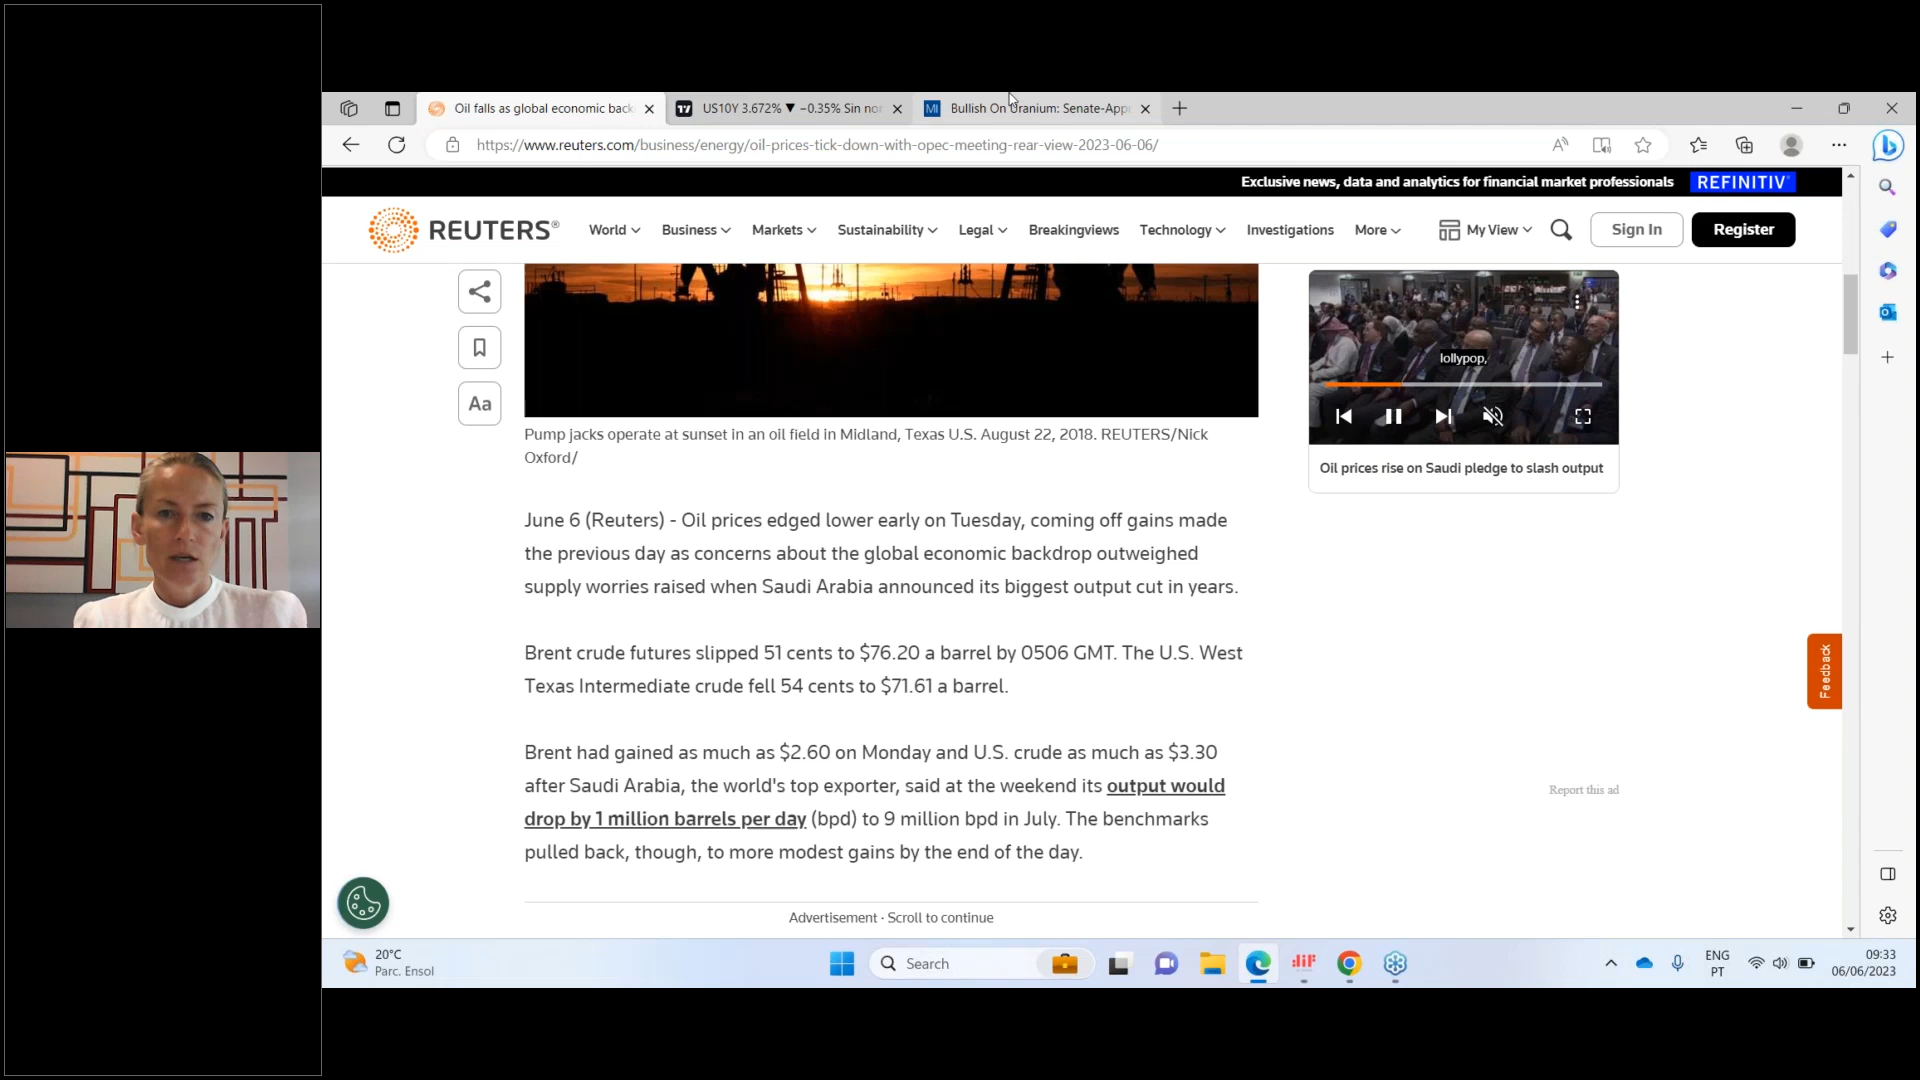 Oil falls as global economic back
US10Y 3.672% ▼ −0.35% Sin no
MI Bullish On Uranium: Senate-App
https://www.reuters.com/business/energy/oil-prices-tick-down-with-opec-meeting-rear-view-2023-06-06/
Exclusive news, data and analytics for financial market professionals REFINITIV
REUTERS® World Business Markets Sustainability Legal Breakingviews Technology Investigations More My View Sign In Register
Aa
lollypop,
Oil prices rise on Saudi pledge to slash output
Pump jacks operate at sunset in an oil field in Midland, Texas U.S. August 22, 2018. REUTERS/Nick
Oxford/
June 6 (Reuters) - Oil prices edged lower early on Tuesday, coming off gains made
the previous day as concerns about the global economic backdrop outweighed
supply worries raised when Saudi Arabia announced its biggest output cut in years.
Brent crude futures slipped 51 cents to $76.20 a barrel by 0506 GMT. The U.S. West
Texas Intermediate crude fell 54 cents to $71.61 a barrel.
Feedback
Brent had gained as much as $2.60 on Monday and U.S. crude as much as $3.30
after Saudi Arabia, the world's top exporter, said at the weekend its output would
drop by 1 million barrels per day (bpd) to 9 million bpd in July. The benchmarks
pulled back, though, to more modest gains by the end of the day.
Report this ad
Advertisement · Scroll to continue
20°C
Parc. Ensol
Search
ENG
PT
09:33
06/06/2023